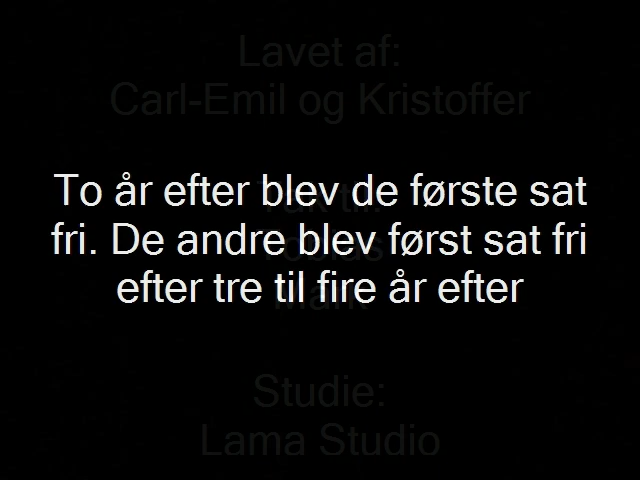 Lavet af:
Carl-Emil og Kristoffer
To år efter blev de første sat
fri. De andre blev først sat fri
efter tre til fire år efter
Studie:
Lama Studio